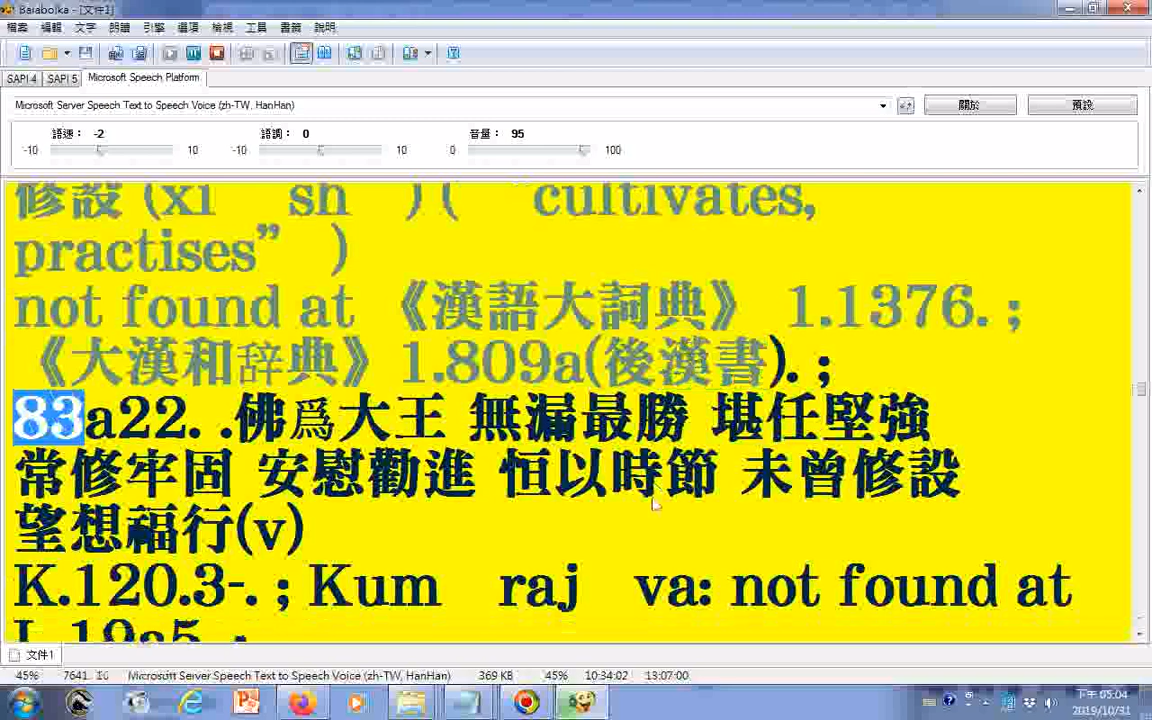 Balabolka - [文件1]
檔案 編輯 文字 朗讀 引擎 選項 檢視 工具 書籤 說明
SAPI 4 SAPI 5 Microsoft Speech Platform
Microsoft Server Speech Text to Speech Voice (zh-TW, HanHan) 關於 預設
語速： -2 語調： 0 音量： 95
-10 10 -10 10 0 100
修設 (xi sh ) ( “cultivates,
practises” )
not found at 《漢語大詞典》 1.1376. ;
《大漢和辞典》 1.809a(後漢書). ;
83a22. .佛爲大王 無漏最勝 堪任堅強
常修牢固 安慰勸進 恒以時節 未曾修設
望想福行(v)
K.120.3-. ; Kum raj va: not found at
L.19a5. ;
文件1
45% 7641: 16 Microsoft Server Speech Text to Speech Voice (zh-TW, HanHan) 369 KB 45% 10:34:02 13:07:00
下午 05:04
2019/10/31